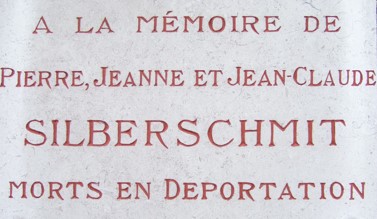 A LA MÉMOIRE DE
PIERRE, JEANNE ET JEAN-CLAUDE
SILBERSCHMIT
MORTS EN DEPORTATION